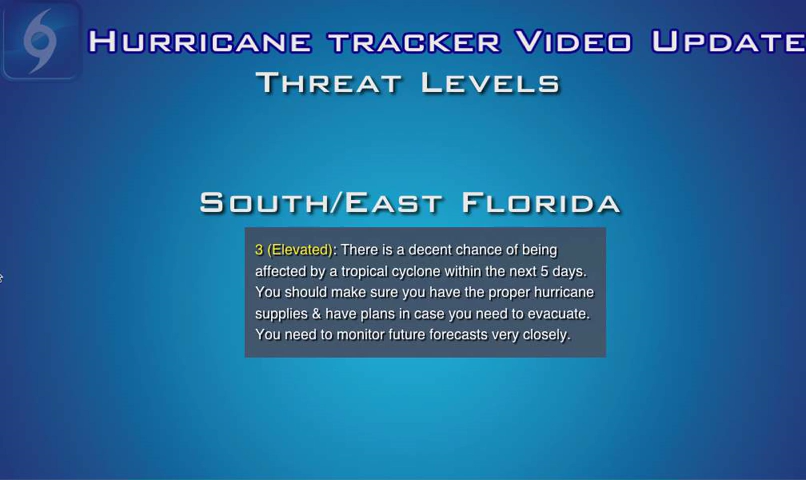 Hurricane tracker Video Update
Threat Levels
South/East Florida
3 (Elevated): There is a decent chance of being
affected by a tropical cyclone within the next 5 days.
You should make sure you have the proper hurricane
supplies & have plans in case you need to evacuate.
You need to monitor future forecasts very closely.